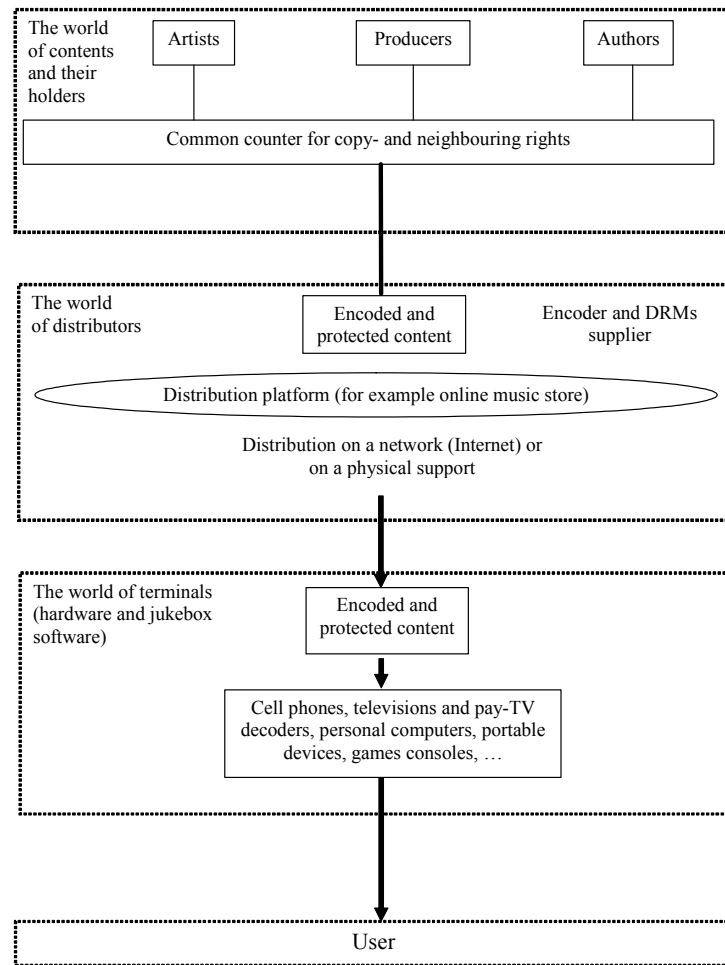 The world
of contents
and their
holders
Artists
Producers
Authors
Common counter for copy- and neighbouring rights
The world
of distributors
Encoded and
protected content
Encoder and DRMs
supplier
Distribution platform (for example online music store)
Distribution on a network (Internet) or
on a physical support
The world of terminals
(hardware and jukebox
software)
Encoded and
protected content
Cell phones, televisions and pay-TV
decoders, personal computers, portable
devices, games consoles, …
User